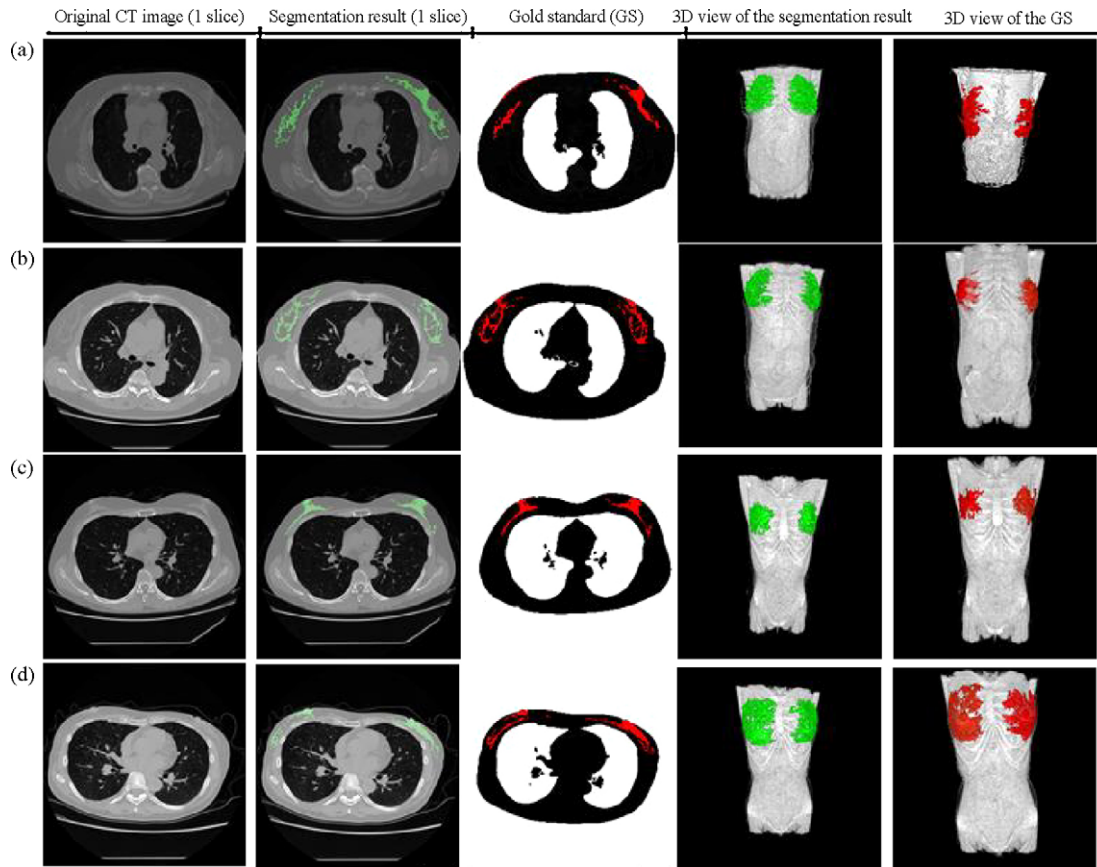 Original CT image (1 slice) Segmentation result (1 slice) Gold standard (GS) 3D view of the segmentation result 3D view of the GS
(a)
(b)
(c)
(d)